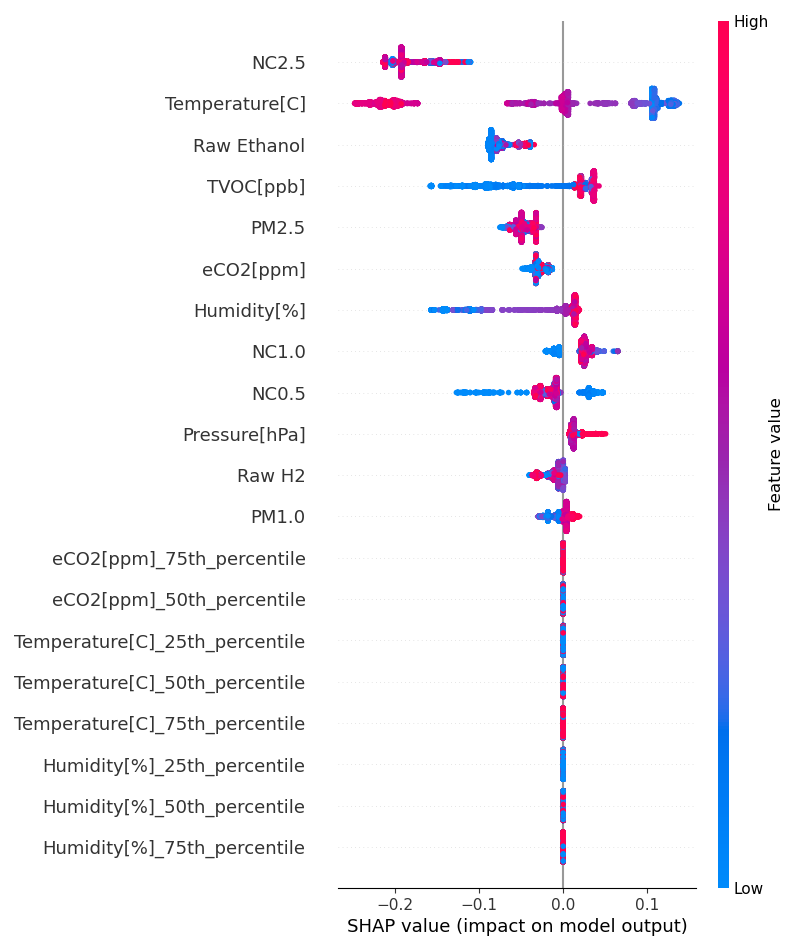 High
NC2.5
Temperature[C]
Raw Ethanol
TVOC[ppb]
PM2.5
eCO2[ppm]
Humidity[%]
NC1.0
NC0.5
Pressure[hPa]
Raw H2
PM1.0
eCO2[ppm]_75th_percentile
eCO2[ppm]_50th_percentile
Temperature[C]_25th_percentile
Temperature[C]_50th_percentile
Temperature[C]_75th_percentile
Humidity[%]_25th_percentile
Humidity[%]_50th_percentile
Humidity[%]_75th_percentile
Feature value
Low
−0.2 −0.1 0.0 0.1
SHAP value (impact on model output)